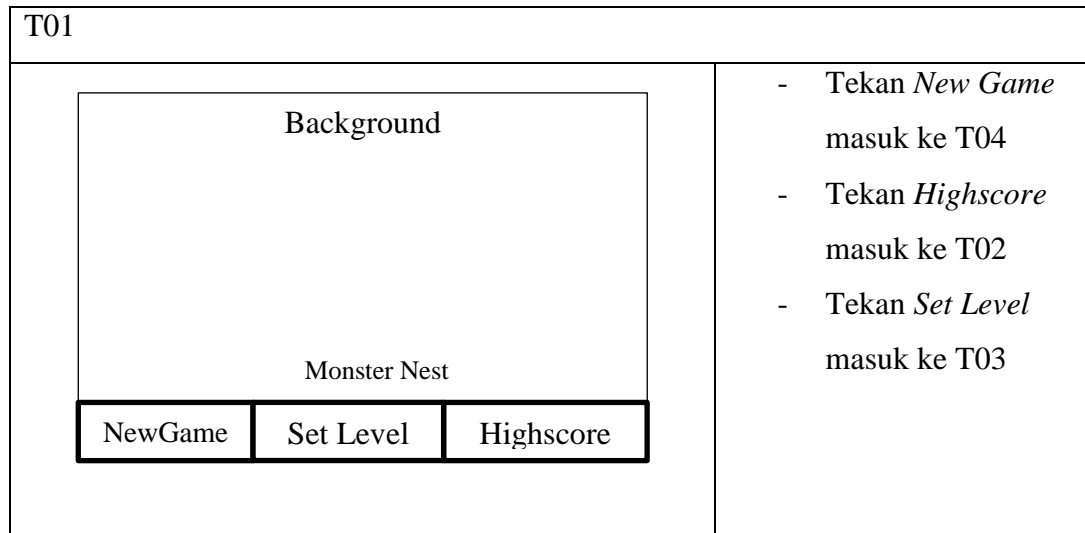 T01
Background
Monster Nest
NewGame
Set Level
Highscore
- Tekan New Game
masuk ke T04
- Tekan Highscore
masuk ke T02
- Tekan Set Level
masuk ke T03